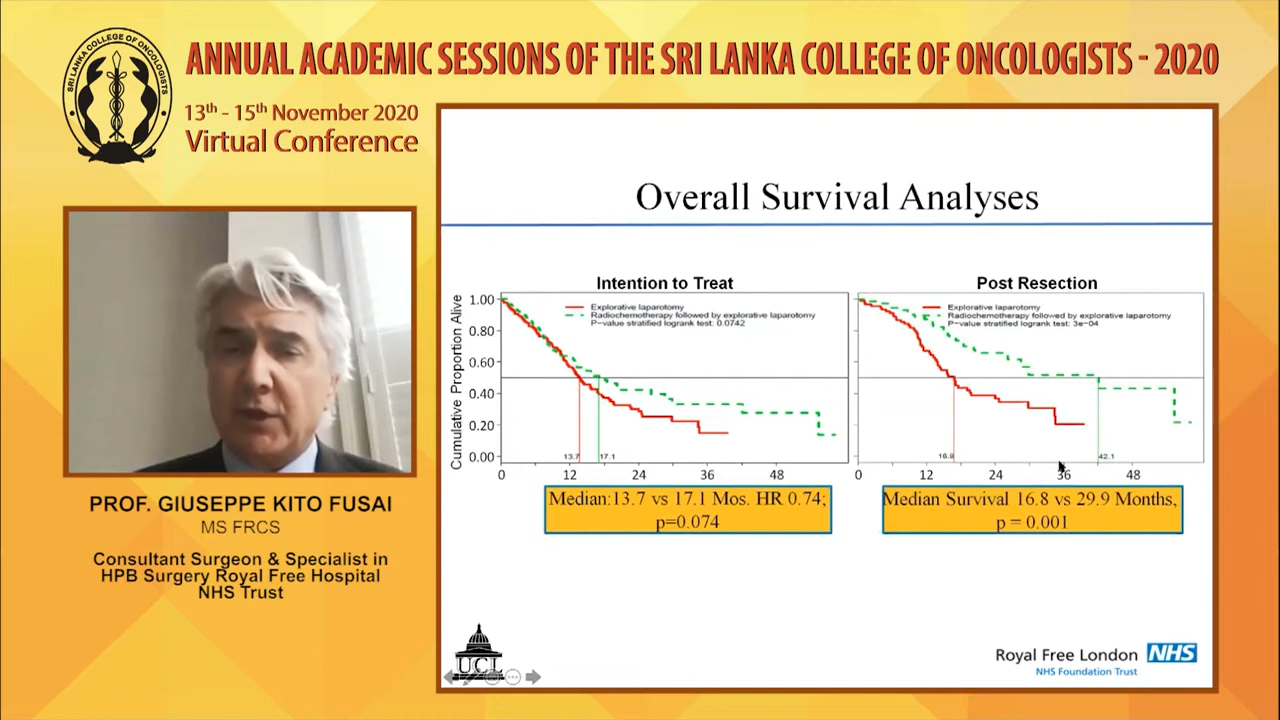 SRI LANKA COLLEGE OF ONCOLOGISTS
ANNUAL ACADEMIC SESSIONS OF THE SRI LANKA COLLEGE OF ONCOLOGISTS - 2020
13th - 15th November 2020
Virtual Conference
PROF. GIUSEPPE KITO FUSAI
MS FRCS
Consultant Surgeon & Specialist in
HPB Surgery Royal Free Hospital
NHS Trust
Overall Survival Analyses
Intention to Treat
Cumulative Proportion Alive
1.00
0.80
0.60
0.40
0.20
0.00
Explorative laparotomy
Radiochemotherapy followed by explorative laparotomy
P-value stratified logrank test: 0.0742
13.7 17.1
0 12 24 36 48
Median:13.7 vs 17.1 Mos. HR 0.74;
p=0.074
Post Resection
Explorative laparotomy
Radiochemotherapy followed by explorative laparotomy
P-value stratified logrank test: 3e-04
16.8 42.1
0 12 24 36 48
Median Survival 16.8 vs 29.9 Months,
p = 0.001
UCL
Royal Free London NHS
NHS Foundation Trust